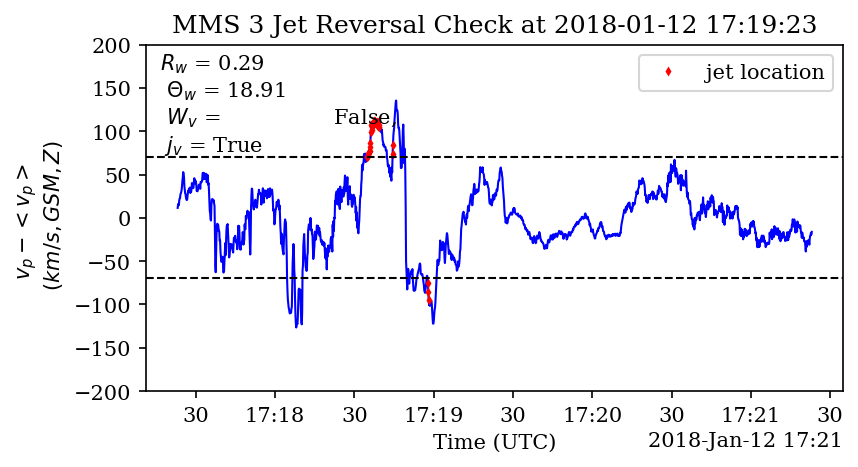 MMS 3 Jet Reversal Check at 2018-01-12 17:19:23
200
150
100
50
0
−50
−100
−150
−200
v_p − < v_p >
(km/s, GSM, Z)
R_w = 0.29
Θ_w = 18.91
W_v = False,
j_v = True
jet location
30 17:18 30 17:19 30 17:20 30 17:21 30
Time (UTC)
2018-Jan-12 17:21